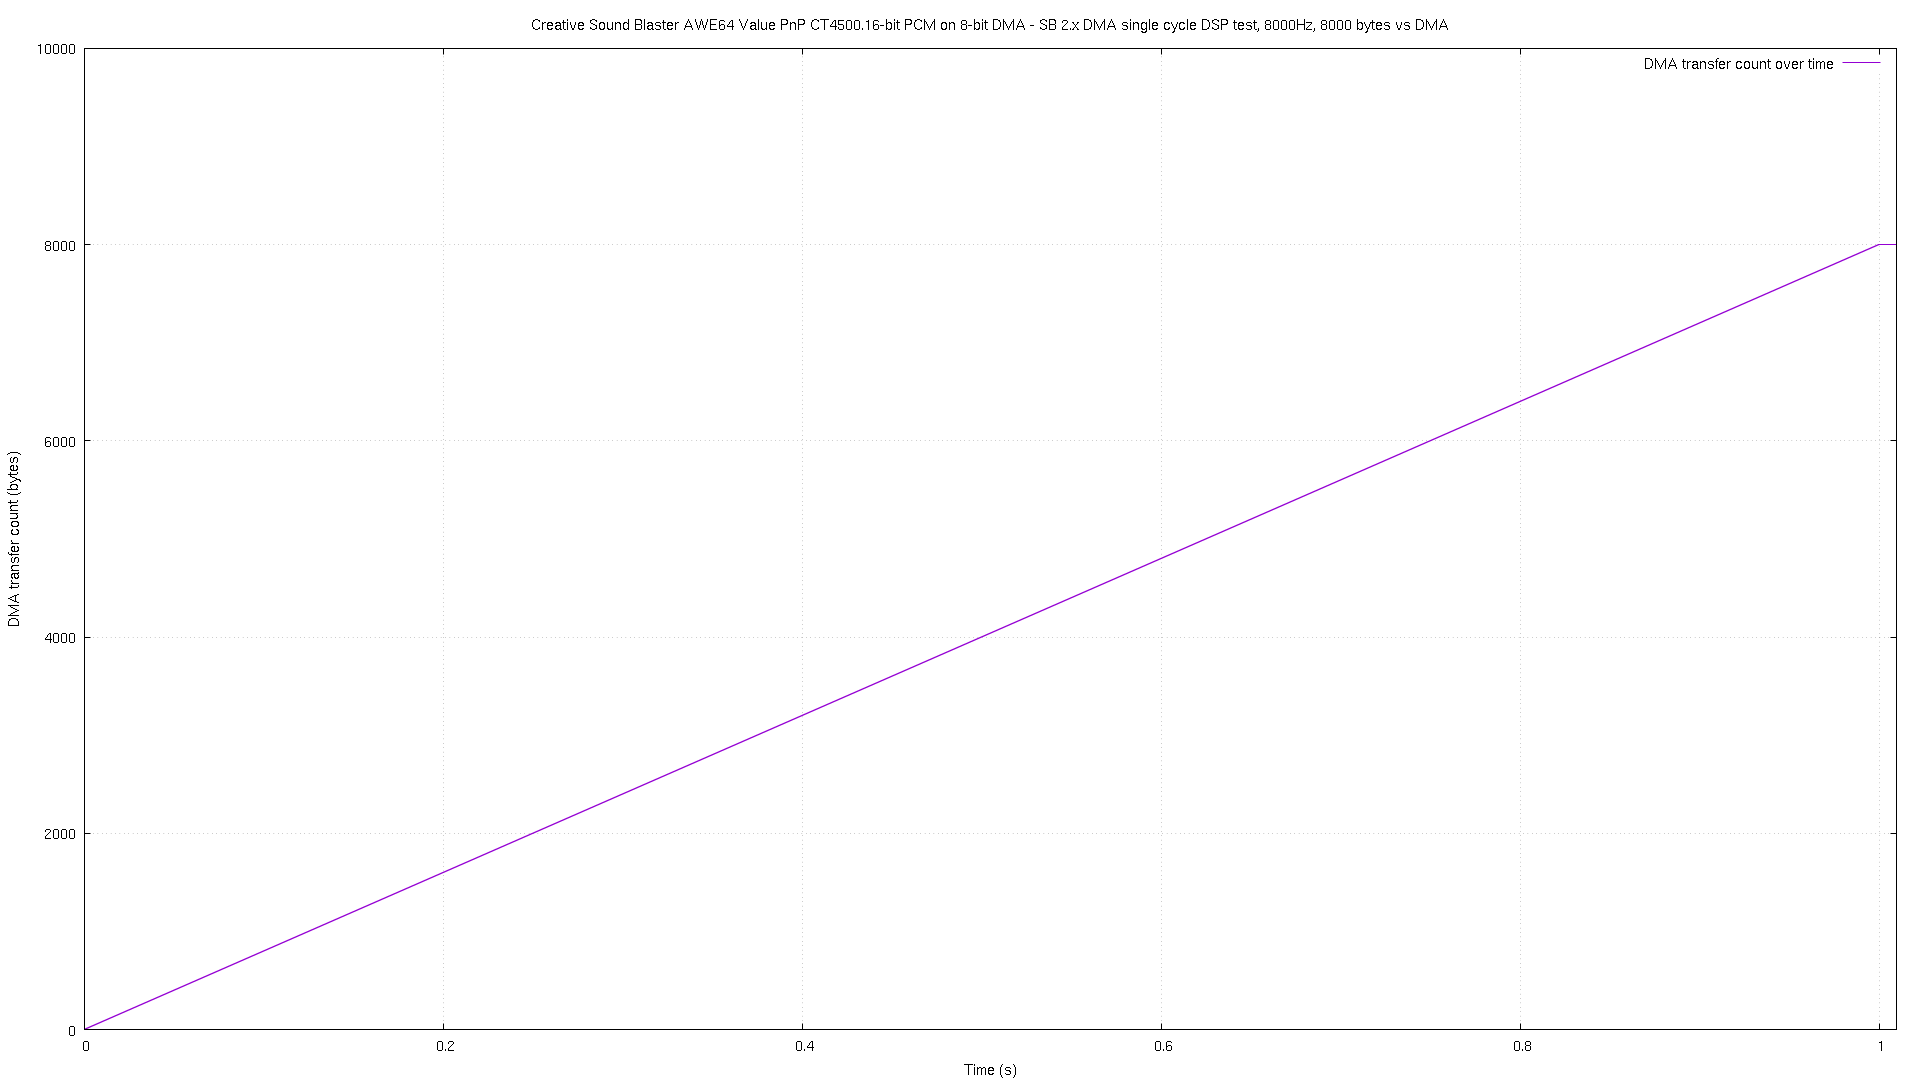 Creative Sound Blaster AWE64 Value PnP CT4500.16-bit PCM on 8-bit DMA - SB 2.x DMA single cycle DSP test, 8000Hz, 8000 bytes vs DMA
DMA transfer count over time
10000
8000
6000
4000
2000
0
DMA transfer count (bytes)
0 0.2 0.4 0.6 0.8 1
Time (s)